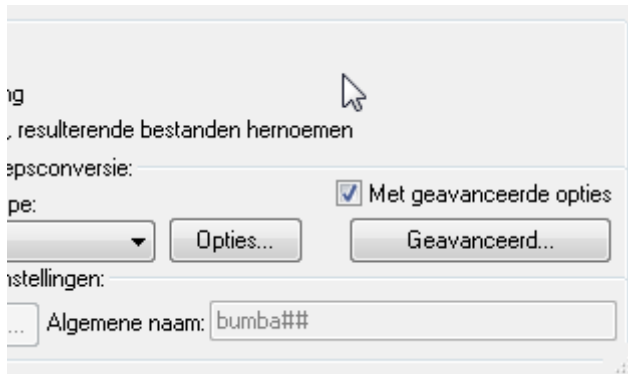 ng
, resulterende bestanden hernoemen
epsconversie:
Met geavanceerde opties
pe:
Opties...
Geavanceerd...
nstellingen:
... Algemene naam: bumba##